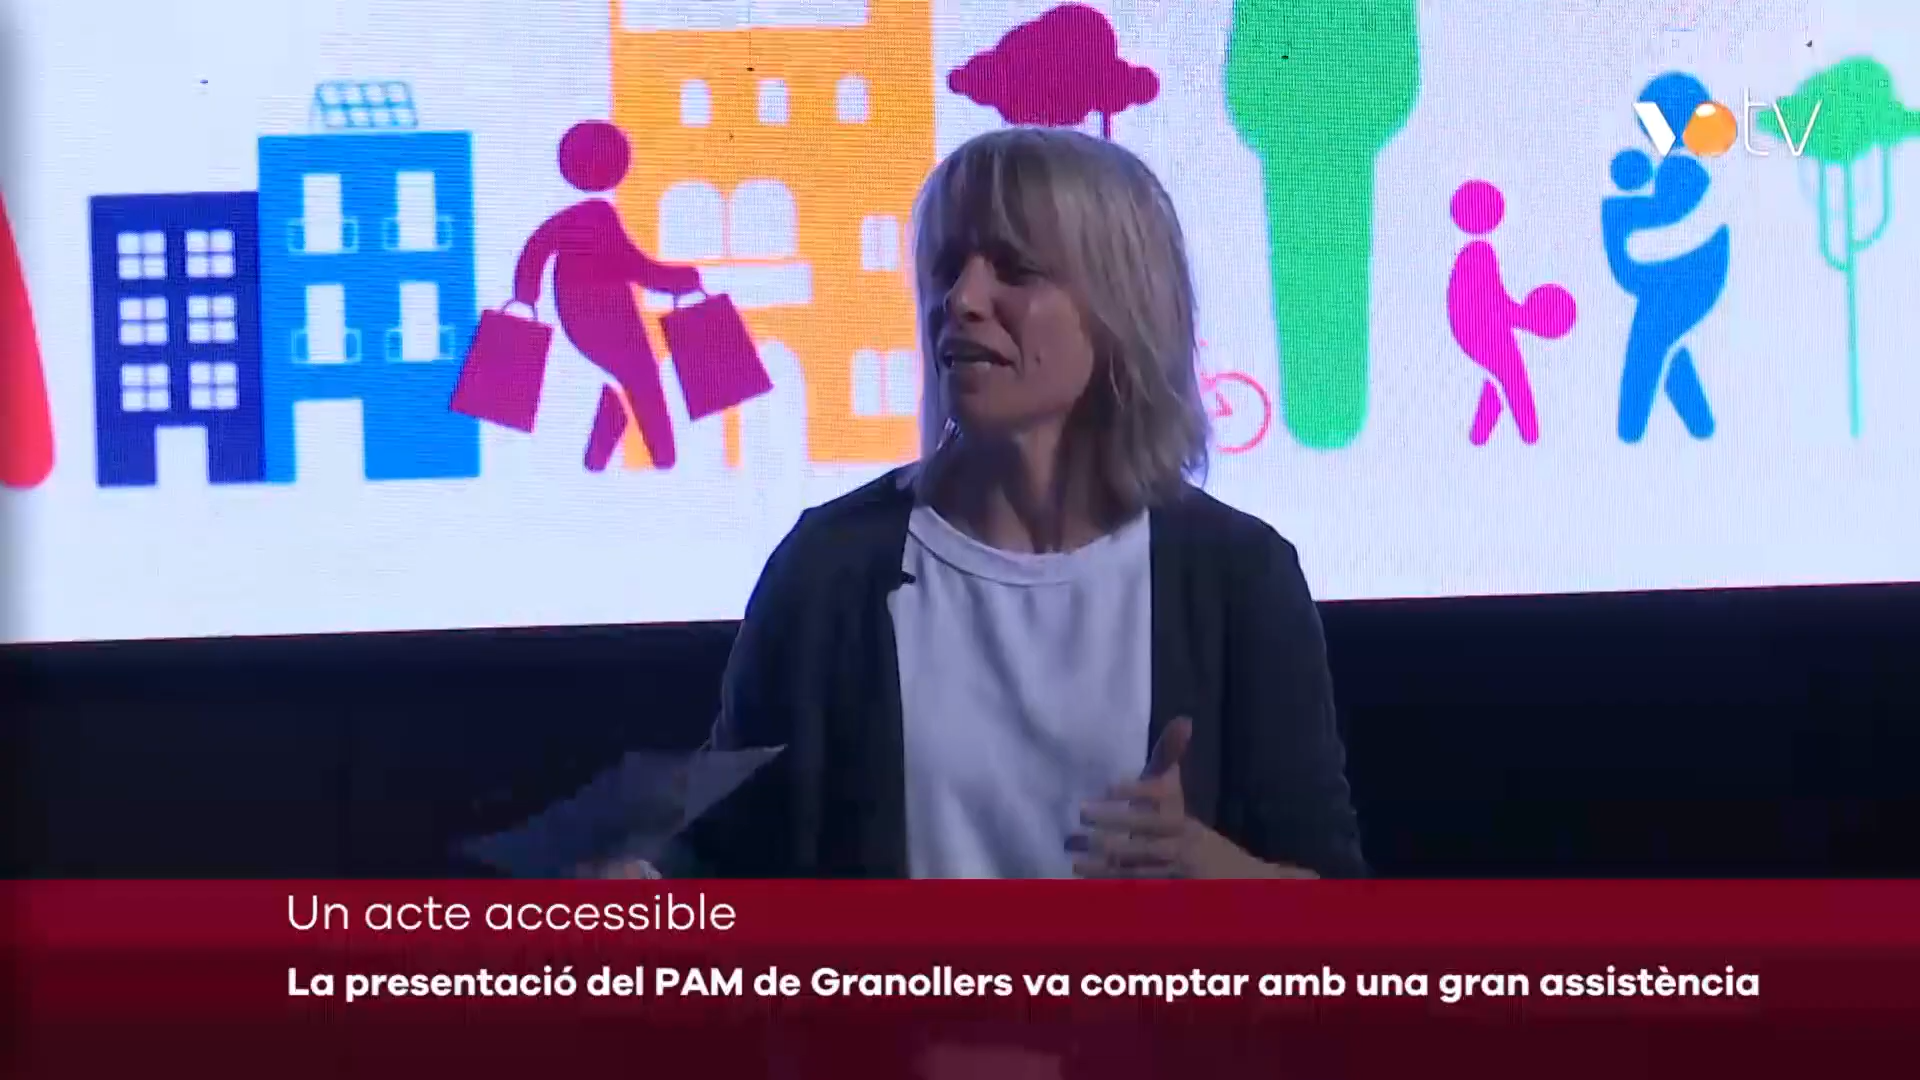 votv
Un acte accessible
La presentació del PAM de Granollers va comptar amb una gran assistència